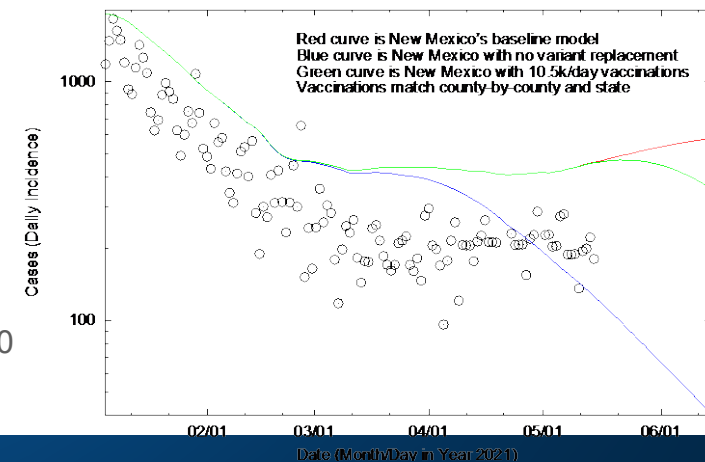 Red curve is New Mexico's baseline model
Blue curve is New Mexico with no variant replacement
Green curve is New Mexico with 10.5k/day vaccinations
Vaccinations match county-by-county and state
1000
Cases (Daily Incidence)
100
0
02/01 03/01 04/01 05/01 06/01
Date (Month/Day in Year 2021)